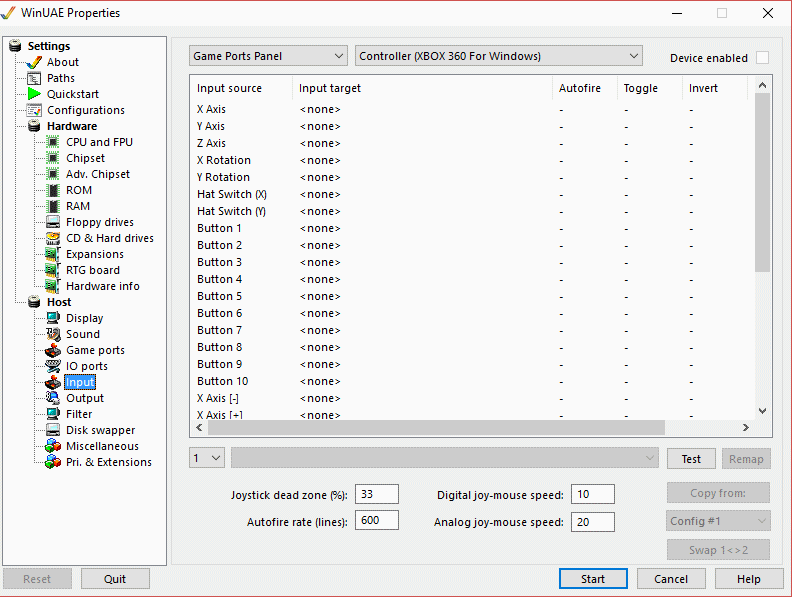 WinUAE Properties
Settings
About
Paths
Quickstart
Configurations
Hardware
CPU and FPU
Chipset
Adv. Chipset
ROM
RAM
Floppy drives
CD & Hard drives
Expansions
RTG board
Hardware info
Host
Display
Sound
Game ports
IO ports
Input
Output
Filter
Disk swapper
Miscellaneous
Pri. & Extensions
Game Ports Panel Controller (XBOX 360 For Windows) Device enabled
Input source Input target Autofire Toggle Invert
X Axis <none> - - -
Y Axis <none> - - -
Z Axis <none> - - -
X Rotation <none> - - -
Y Rotation <none> - - -
Hat Switch (X) <none> - - -
Hat Switch (Y) <none> - - -
Button 1 <none> - - -
Button 2 <none> - - -
Button 3 <none> - - -
Button 4 <none> - - -
Button 5 <none> - - -
Button 6 <none> - - -
Button 7 <none> - - -
Button 8 <none> - - -
Button 9 <none> - - -
Button 10 <none> - - -
X Axis [-] <none> - - -
X Axis [+] <none> - - -
1 Test Remap
Joystick dead zone (%): 33 Digital joy-mouse speed: 10 Copy from:
Autofire rate (lines): 600 Analog joy-mouse speed: 20 Config #1
Swap 1<>2
Reset Quit Start Cancel Help